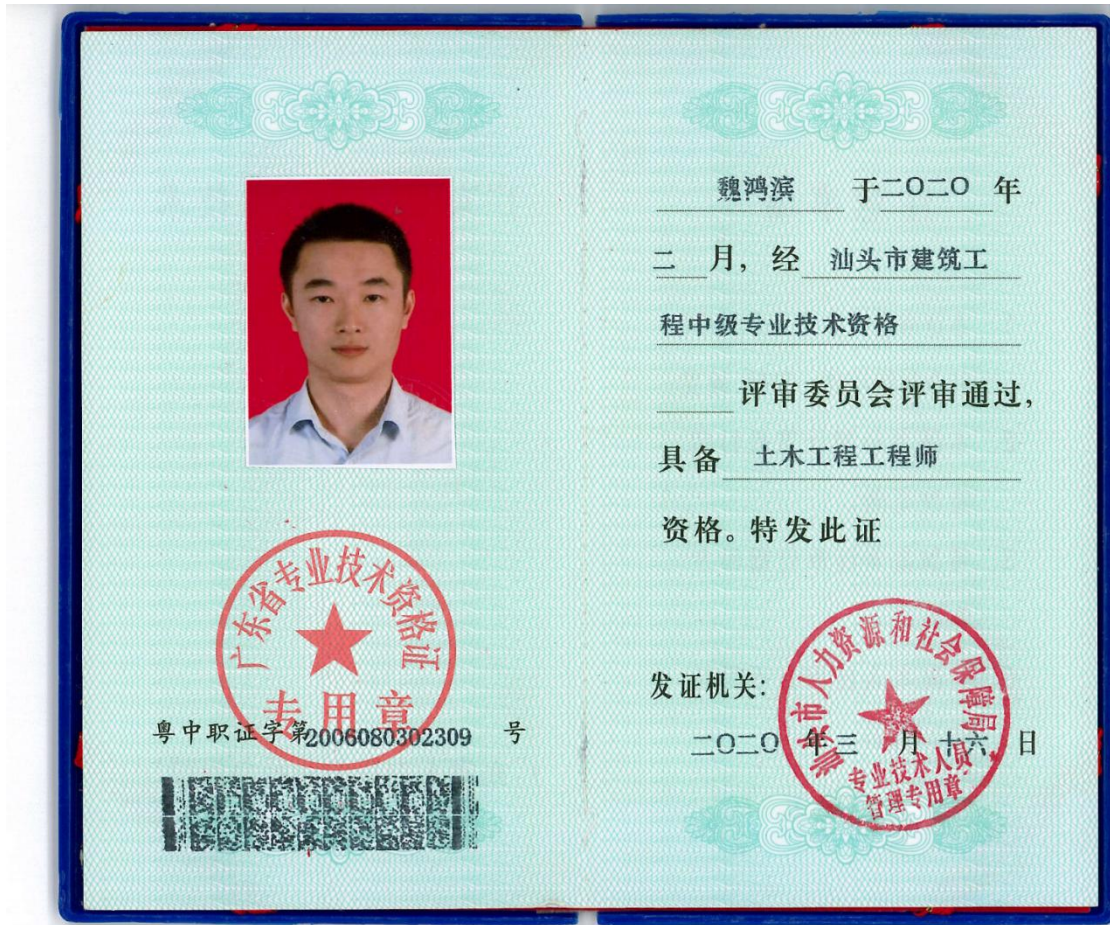 广东省专业技术资格证
专用章
粤中职证字第2006080302309 号
魏鸿滨 于二〇二〇 年
二 月，经 汕头市建筑工
程中级专业技术资格
评审委员会评审通过，
具备 土木工程工程师
资格。特发此证
汕头市人力资源和社会保障局
发证机关：
二〇二〇 年 三 月 十六 日
专业技术人员
管理专用章